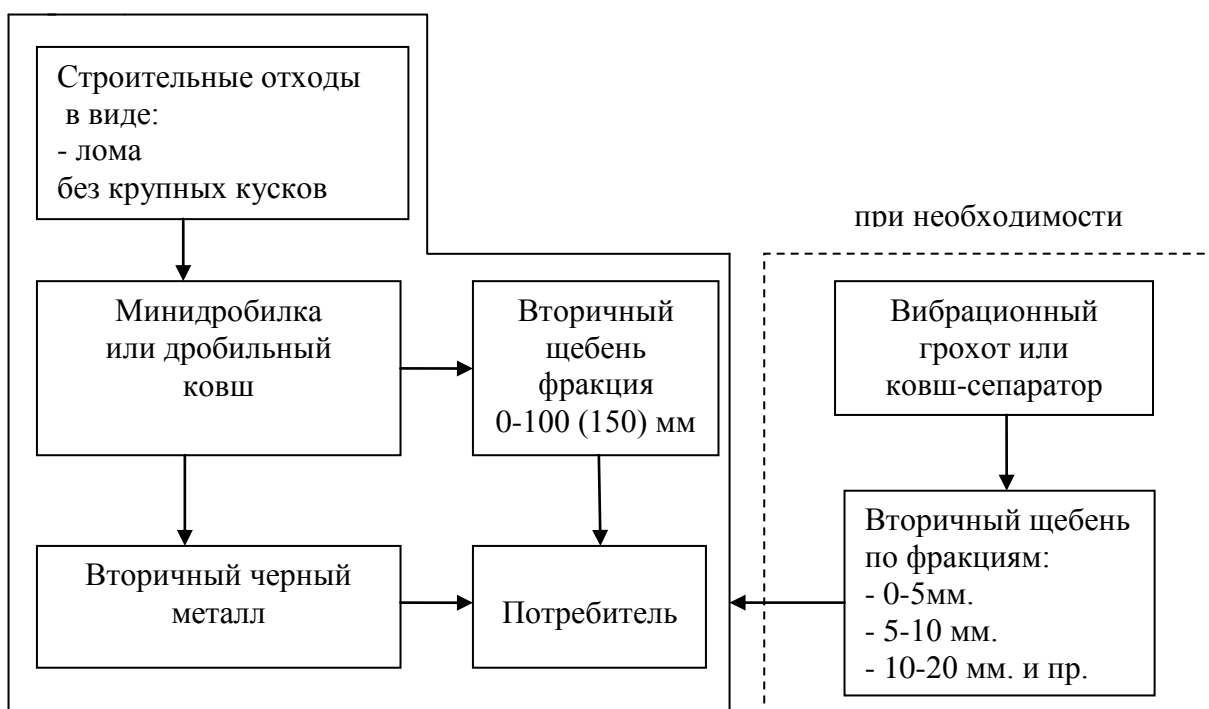 Строительные отходы
в виде:
- лома
без крупных кусков
при необходимости
Минидробилка
или дробильный
ковш
Вторичный
щебень
фракция
0-100 (150) мм
Вибрационный
грохот или
ковш-сепаратор
Вторичный черный
металл
Потребитель
Вторичный щебень
по фракциям:
- 0-5мм.
- 5-10 мм.
- 10-20 мм. и пр.